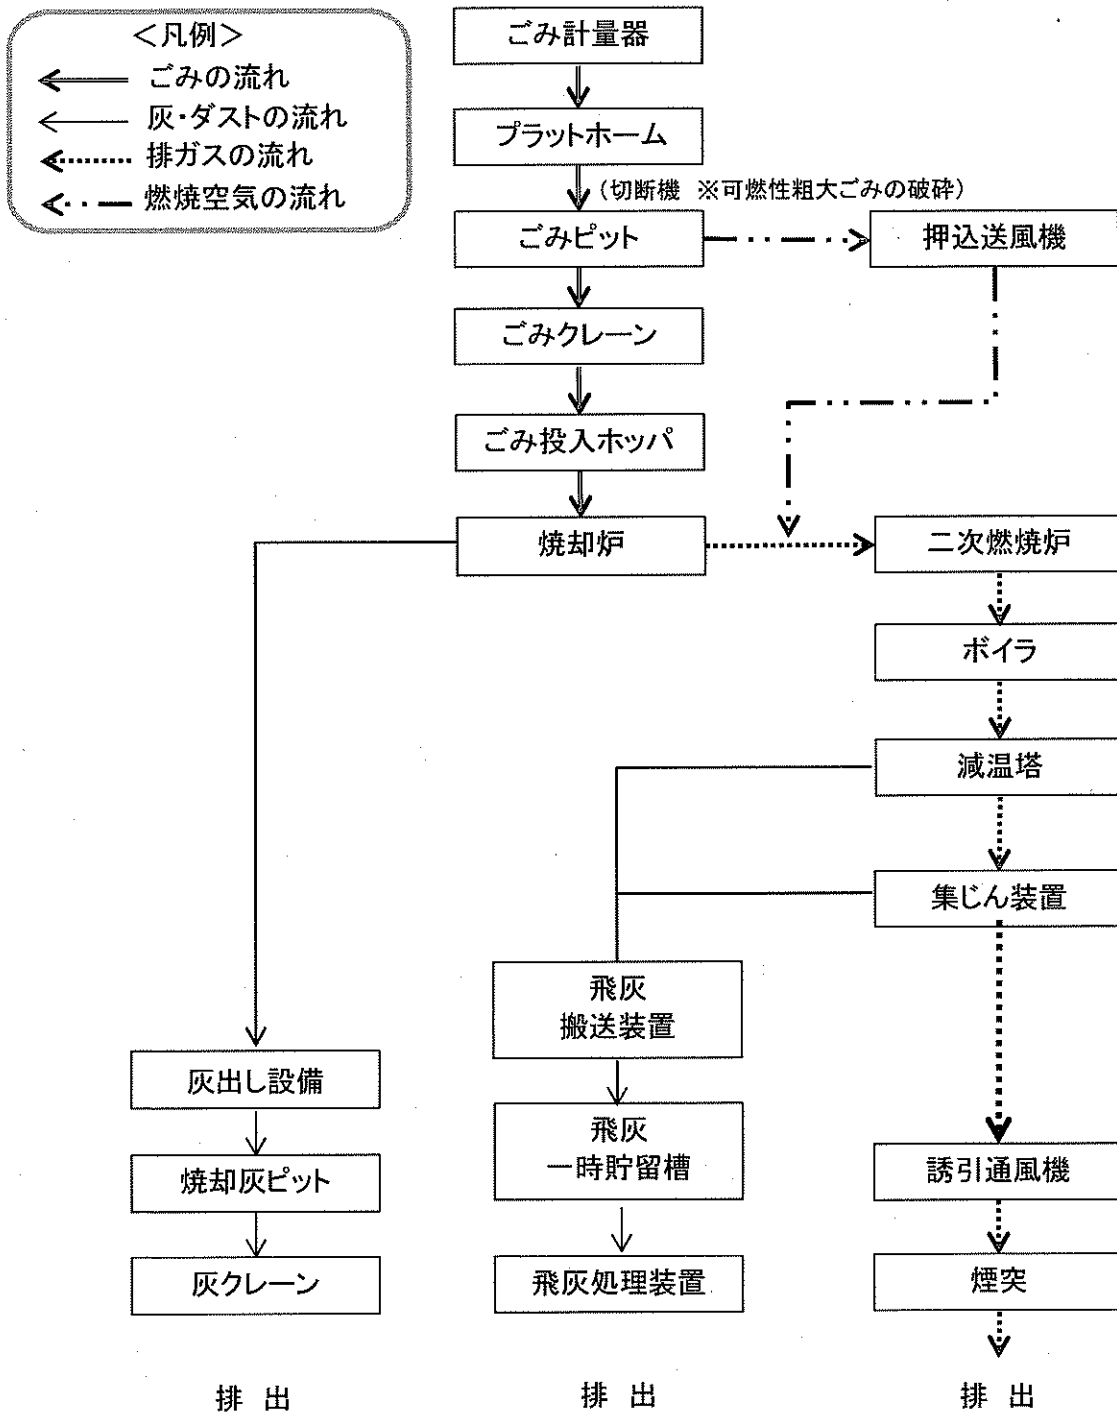 <凡例>
ごみの流れ
灰・ダストの流れ
排ガスの流れ
燃焼空気の流れ
ごみ計量器
プラットホーム
(切断機 ※可燃性粗大ごみの破砕)
ごみピット
押込送風機
ごみクレーン
ごみ投入ホッパ
焼却炉
二次燃焼炉
ボイラ
減温塔
集じん装置
飛灰
搬送装置
灰出し設備
飛灰
一時貯留槽
焼却灰ピット
誘引通風機
灰クレーン
飛灰処理装置
煙突
排 出
排 出
排 出